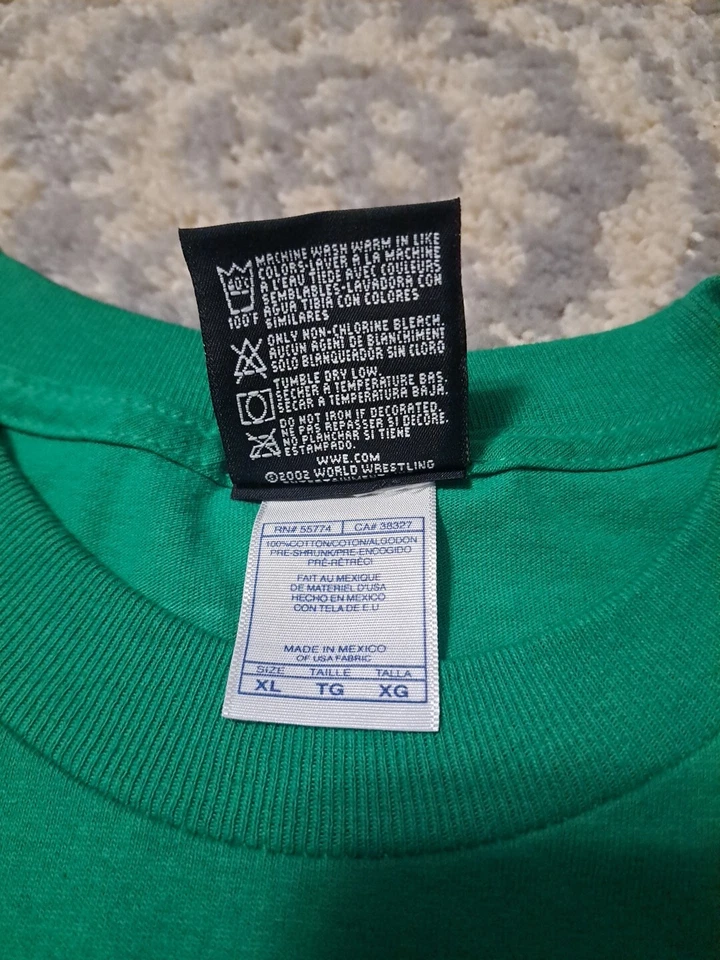 MACHINE WASH WARM IN LIKE
COLORS-LAVER A LA MACHINE
A L'EAU TIEDE AVEC COULEURS
SEMBLABLES-LAVADORA CON
AGUA TIBIA CON COLORES
SIMILARES
100°F
ONLY NON-CHLORINE BLEACH.
AUCUN AGENT DE BLANCHIMENT
SOLO BLANQUEADOR SIN CLORO
TUMBLE DRY LOW.
SECHER A TEMPERATURE BAS.
SECAR A TEMPERATURA BAJA.
DO NOT IRON IF DECORATED.
NE PAS REPASSER SI DECORE.
NO PLANCHAR SI TIENE
ESTAMPADO.
WWE.COM
©2002 WORLD WRESTLING
RN# 55774 CA# 38327
100%COTTON/COTON/ALGODON
PRE-SHRUNK/PRE-ENCOGIDO
PRÉ-RÉTRÉCI
FAIT AU MEXIQUE
DE MATERIEL D'USA
HECHO EN MEXICO
CON TELA DE E.U
MADE IN MEXICO
OF USA FABRIC
SIZE TAILLE TALLA
XL TG XG